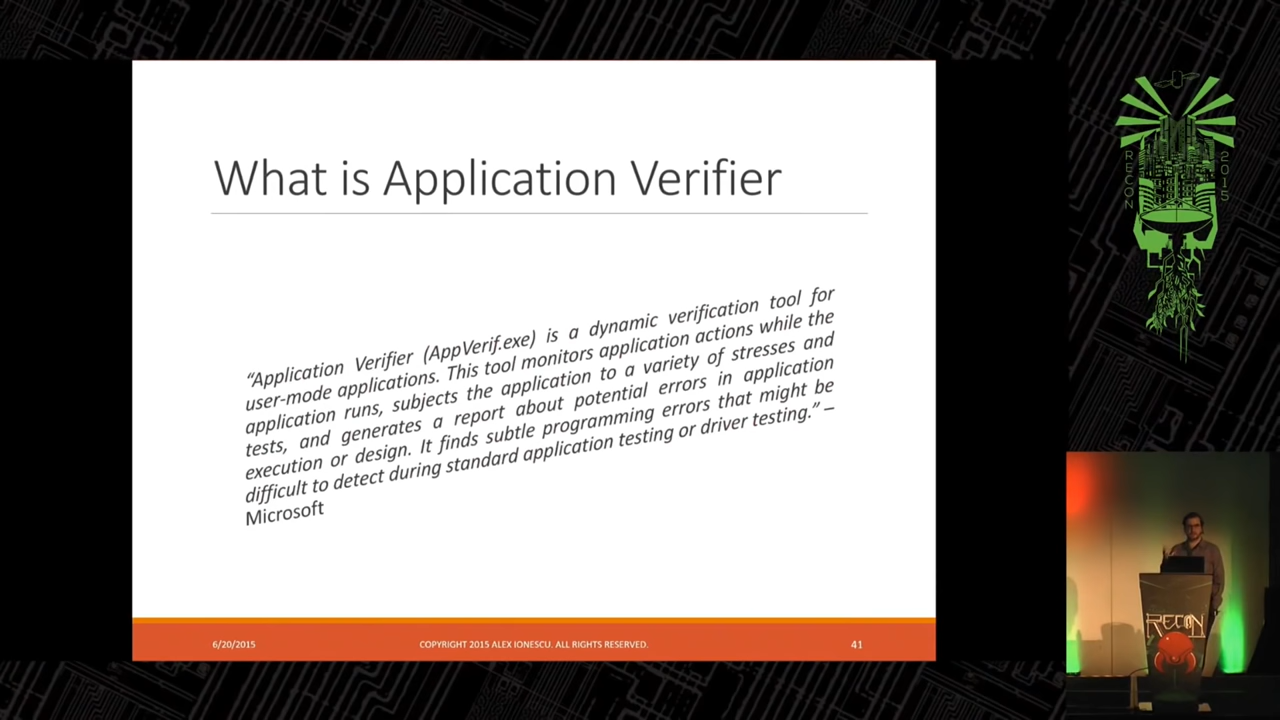 What is Application Verifier
“Application Verifier (AppVerif.exe) is a dynamic verification tool for
user-mode applications. This tool monitors application actions while the
application runs, subjects the application to a variety of stresses and
tests, and generates a report about potential errors in application
execution or design. It finds subtle programming errors that might be
difficult to detect during standard application testing or driver testing.” –
Microsoft
6/20/2015
COPYRIGHT 2015 ALEX IONESCU. ALL RIGHTS RESERVED.
41
RECON
2015
RECON